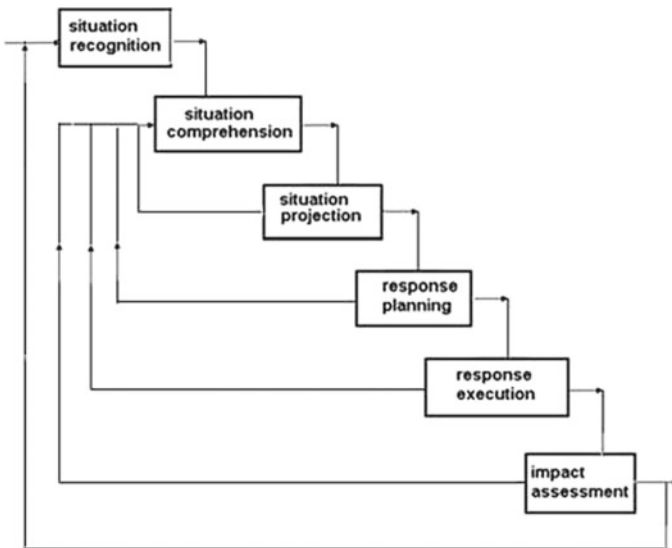 situation
recognition
situation
comprehension
situation
projection
response
planning
response
execution
impact
assessment